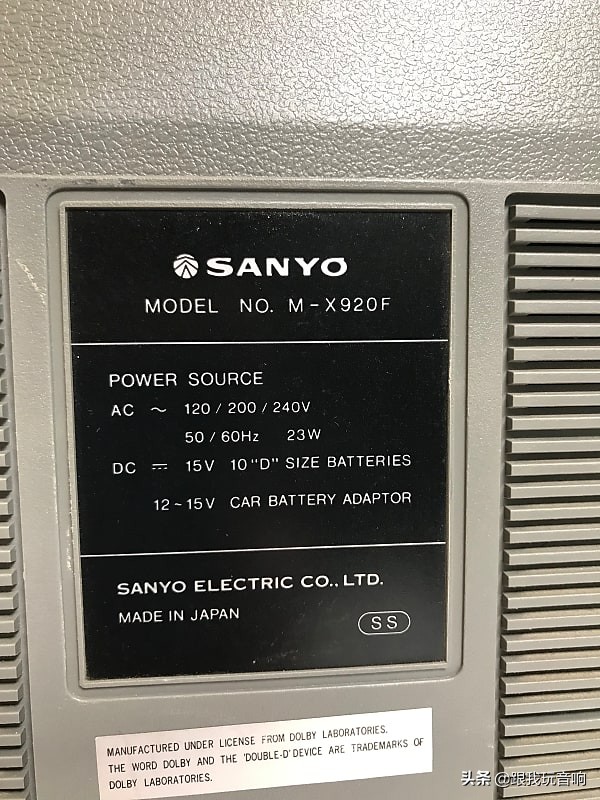 SANYO
MODEL NO. M-X920F
POWER SOURCE
AC ~ 120/200/240V
50/60Hz 23W
DC ⎓ 15V 10"D" SIZE BATTERIES
12~15V CAR BATTERY ADAPTOR
SANYO ELECTRIC CO., LTD.
MADE IN JAPAN
SS
MANUFACTURED UNDER LICENSE FROM DOLBY LABORATORIES.
THE WORD DOLBY AND THE 'DOUBLE-D' DEVICE ARE TRADEMARKS OF
DOLBY LABORATORIES.
头条 @跟我玩音响